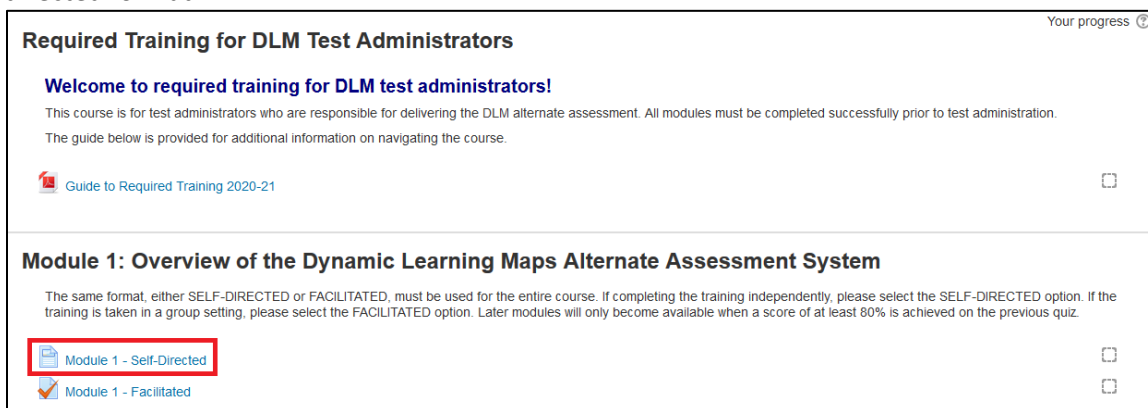 Your progress
Required Training for DLM Test Administrators
Welcome to required training for DLM test administrators!
This course is for test administrators who are responsible for delivering the DLM alternate assessment. All modules must be completed successfully prior to test administration.
The guide below is provided for additional information on navigating the course.
Guide to Required Training 2020-21
Module 1: Overview of the Dynamic Learning Maps Alternate Assessment System
The same format, either SELF-DIRECTED or FACILITATED, must be used for the entire course. If completing the training independently, please select the SELF-DIRECTED option. If the
training is taken in a group setting, please select the FACILITATED option. Later modules will only become available when a score of at least 80% is achieved on the previous quiz.
Module 1 - Self-Directed
Module 1 - Facilitated